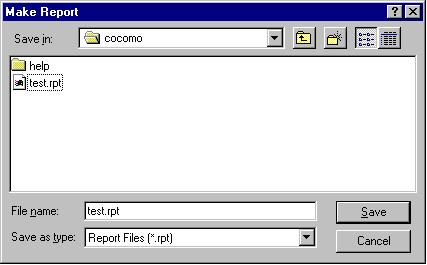 Make Report
Save in: cocomo
help
test.rpt
File name: test.rpt
Save
Save as type: Report Files (*.rpt)
Cancel